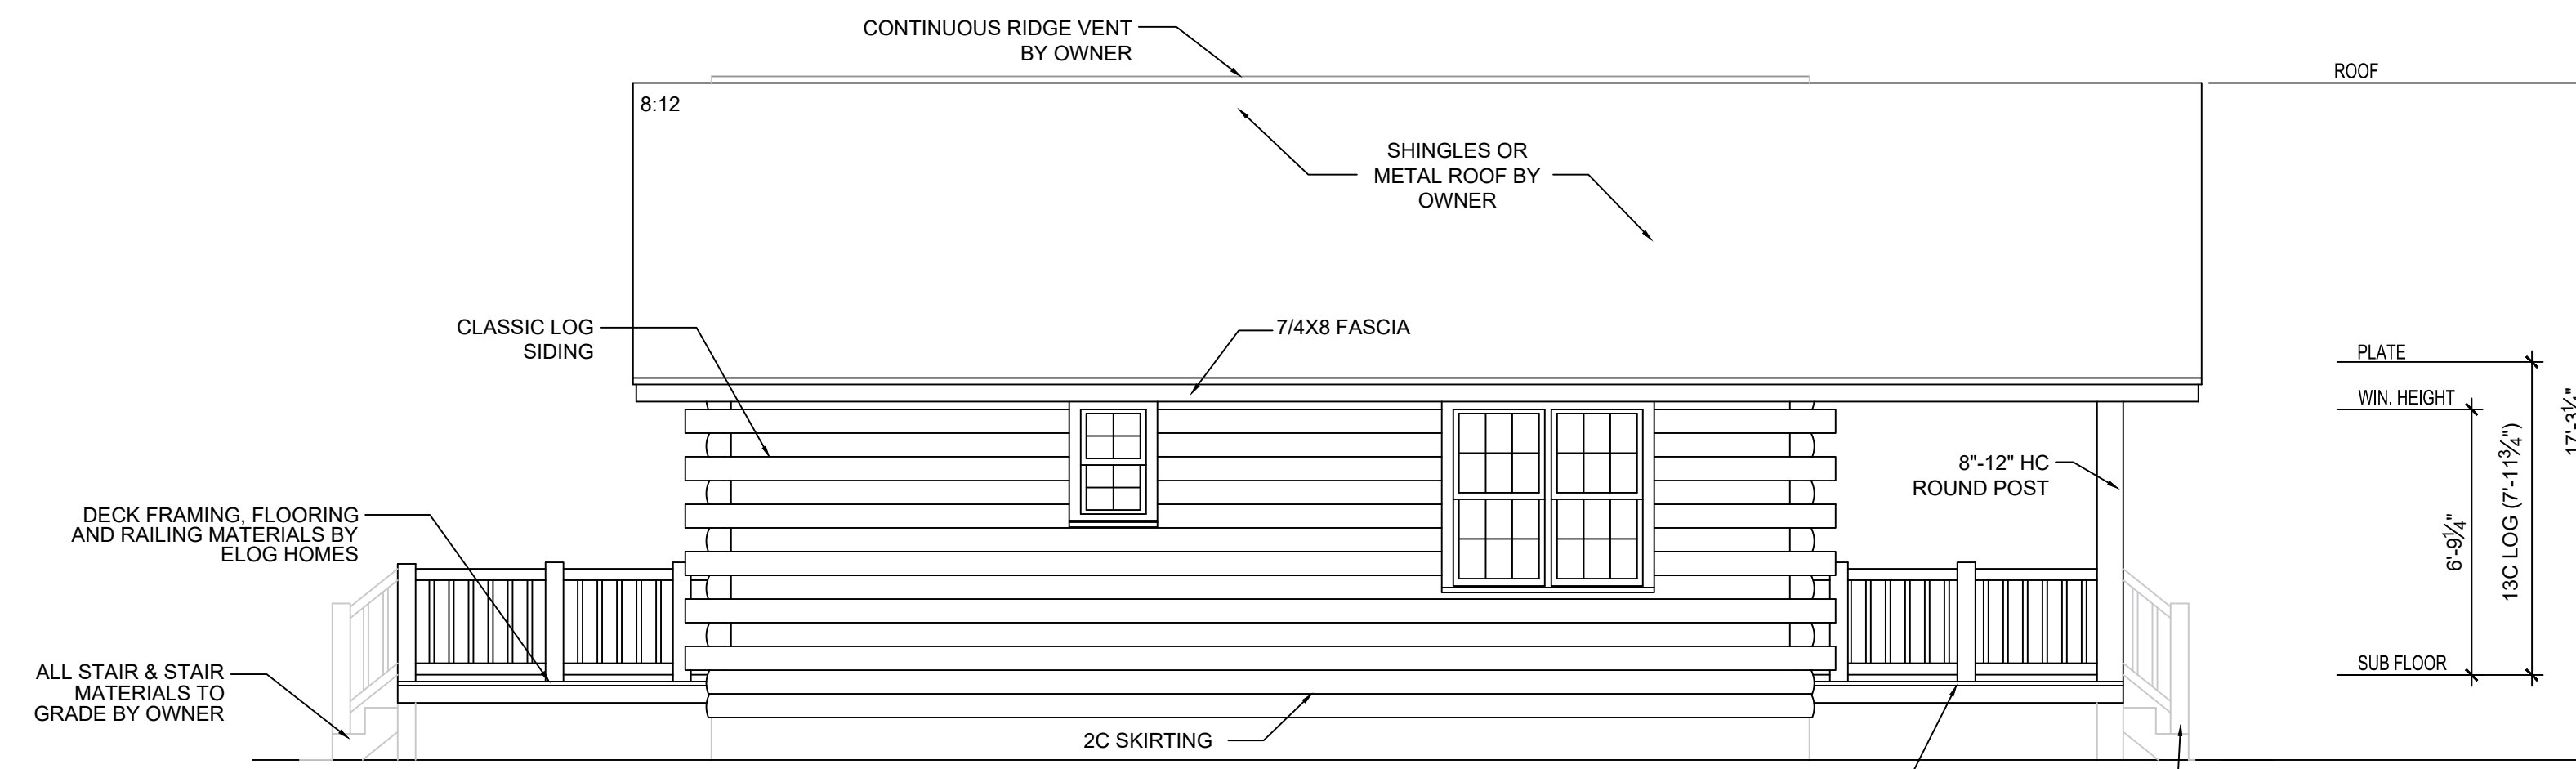 CONTINUOUS RIDGE VENT
BY OWNER
ROOF
8:12
SHINGLES OR
METAL ROOF BY
OWNER
CLASSIC LOG
SIDING
7/4X8 FASCIA
PLATE
WIN. HEIGHT
17'-3¼"
13C LOG (7'-11¾")
6'-9¼"
8"-12" HC
ROUND POST
DECK FRAMING, FLOORING
AND RAILING MATERIALS BY
ELOG HOMES
SUB FLOOR
ALL STAIR & STAIR
MATERIALS TO
GRADE BY OWNER
2C SKIRTING